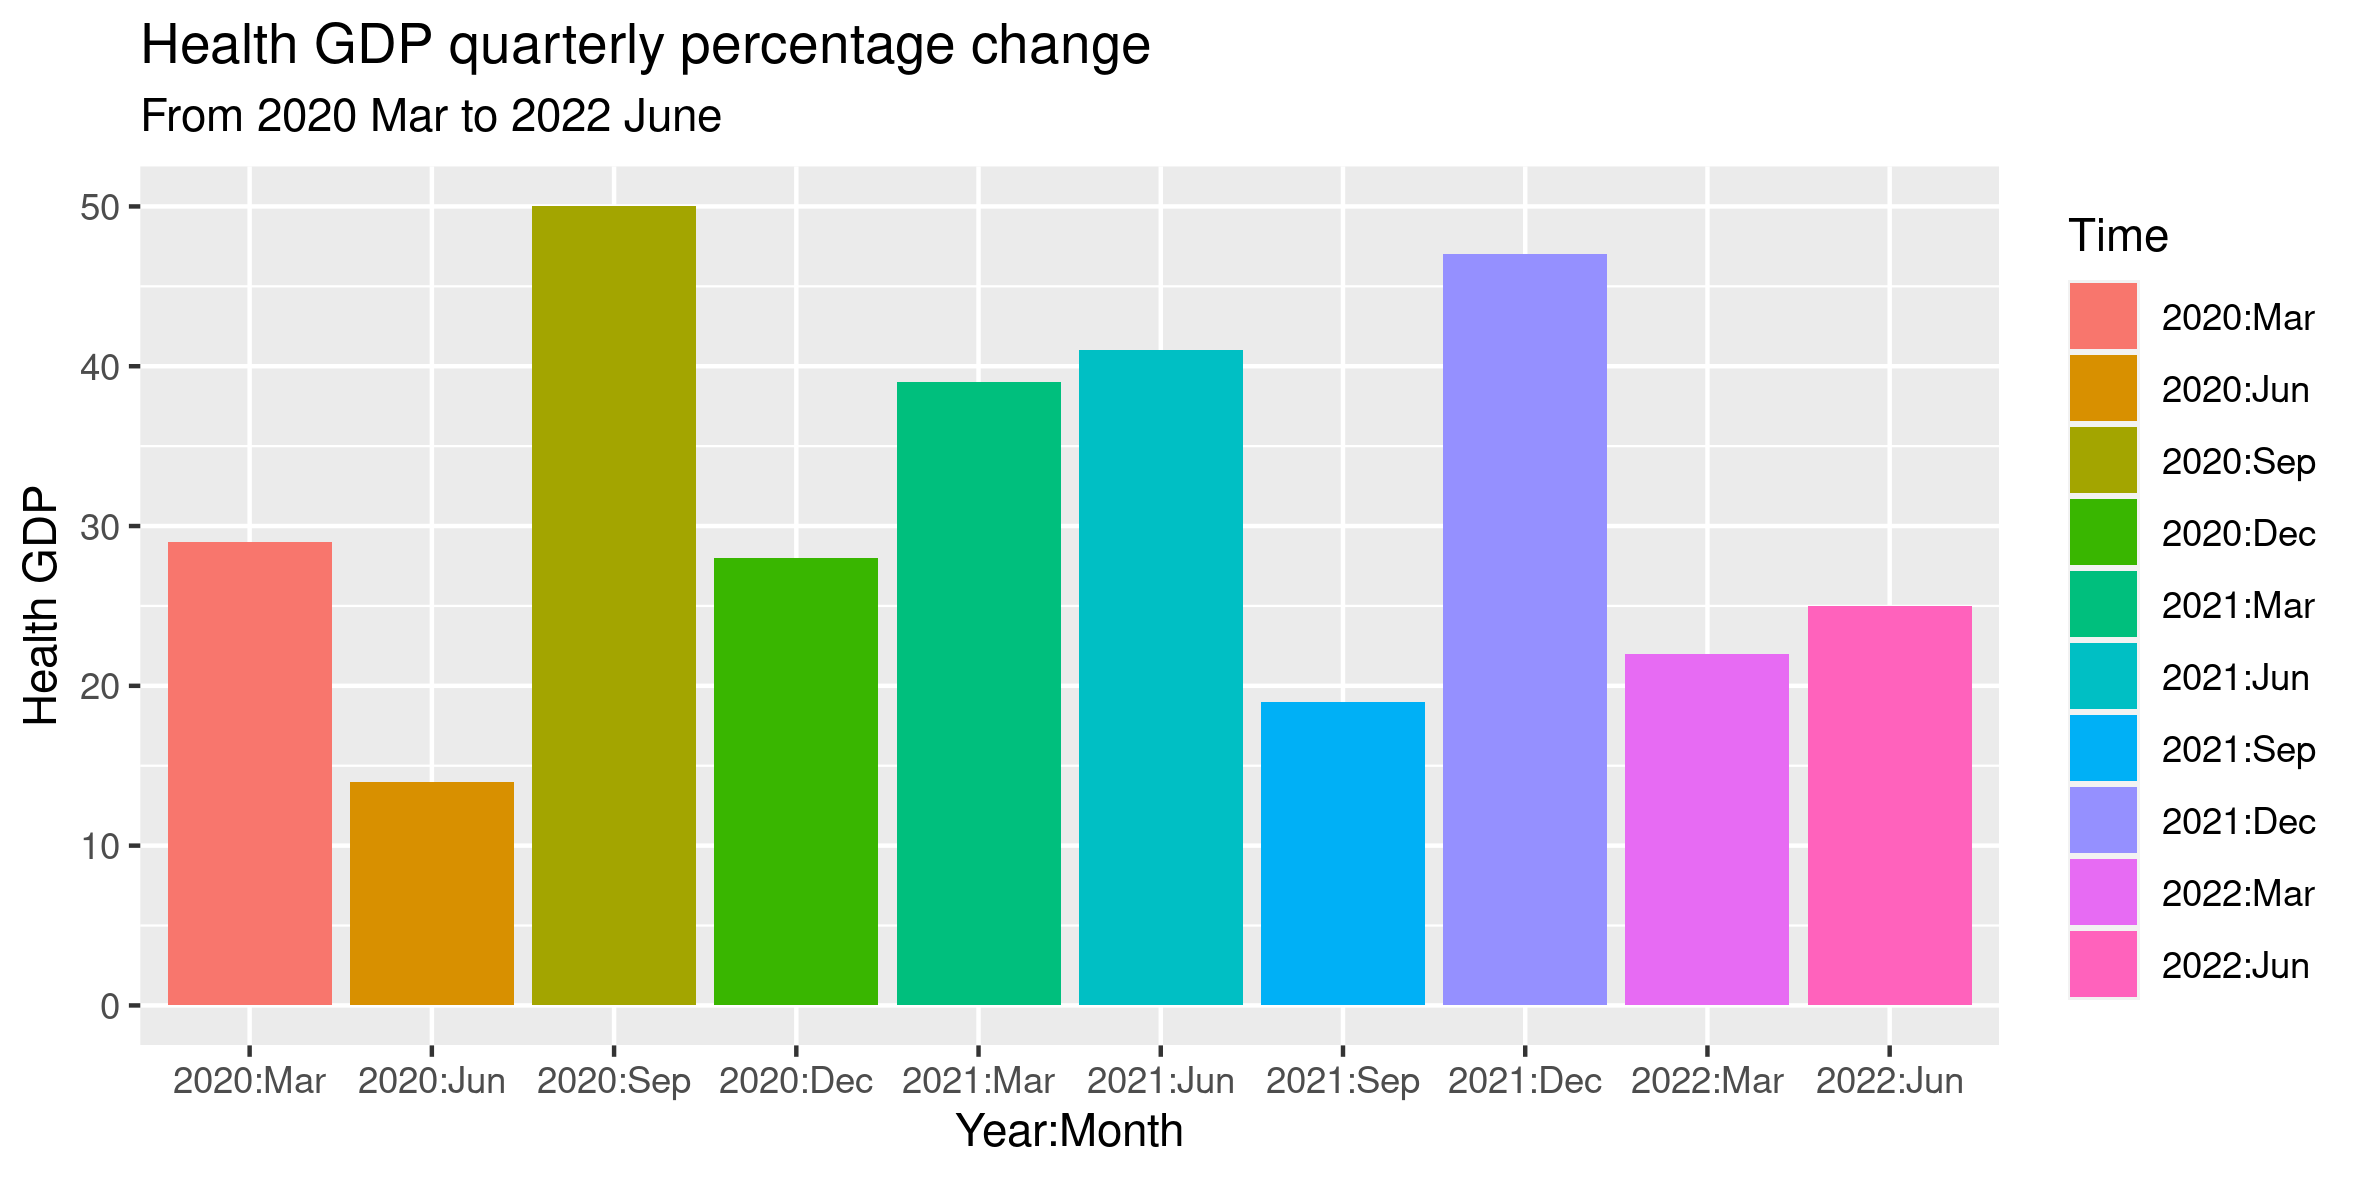 Health GDP quarterly percentage change
From 2020 Mar to 2022 June
50
40
30
20
10
0
Health GDP
2020:Mar 2020:Jun 2020:Sep 2020:Dec 2021:Mar 2021:Jun 2021:Sep 2021:Dec 2022:Mar 2022:Jun
Year:Month
Time
2020:Mar
2020:Jun
2020:Sep
2020:Dec
2021:Mar
2021:Jun
2021:Sep
2021:Dec
2022:Mar
2022:Jun